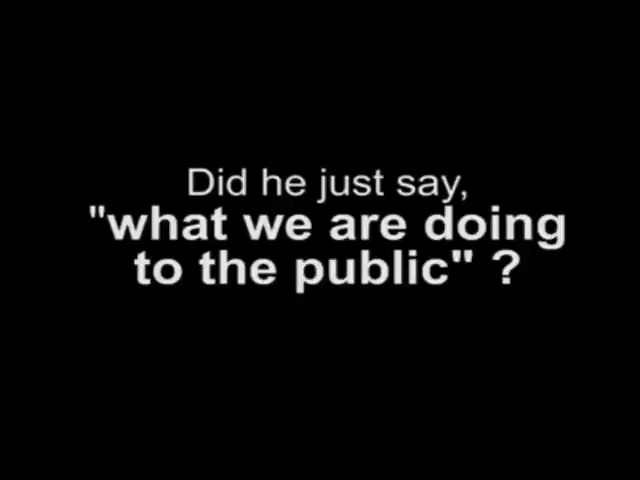 Did he just say,
"what we are doing
to the public" ?